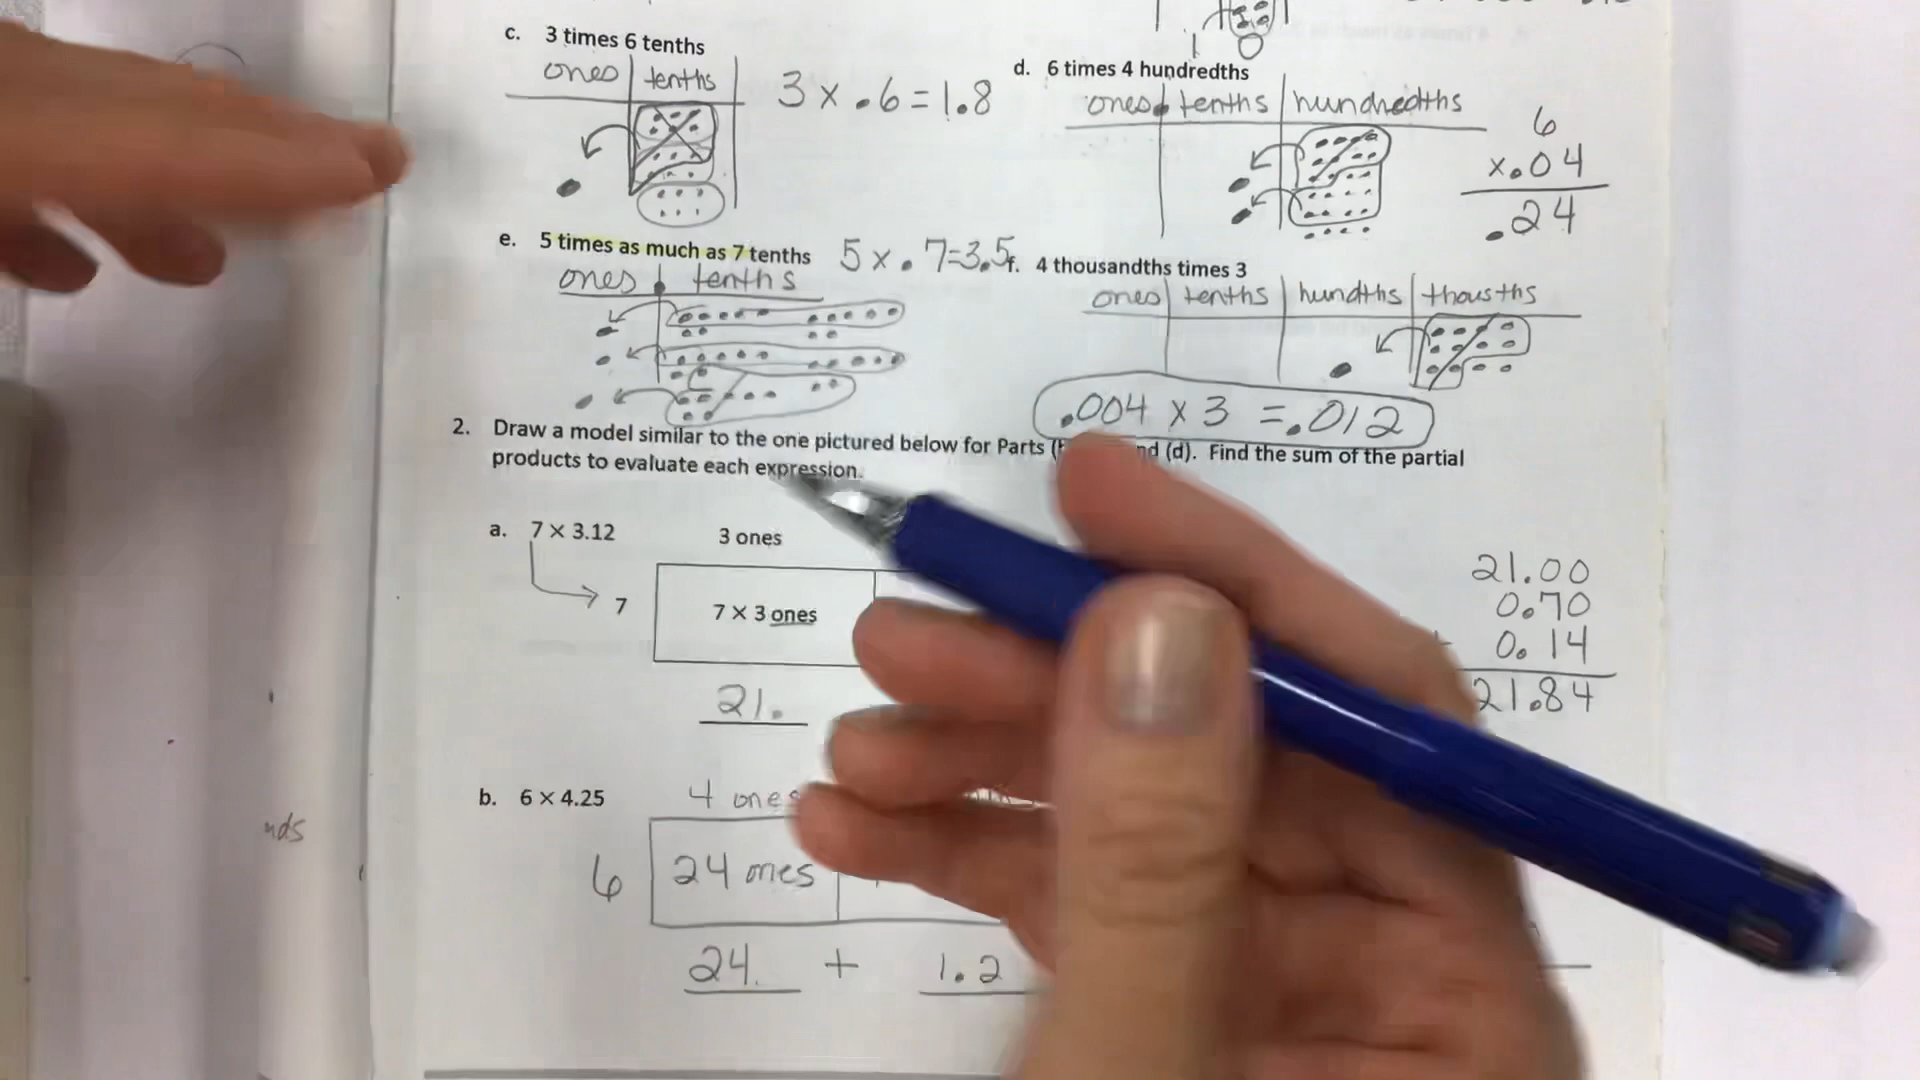 c. 3 times 6 tenths
ones tenths
3 x .6 = 1.8
1 0
d. 6 times 4 hundredths
ones . tenths hundredths
6
x.04
.24
e. 5 times as much as 7 tenths
5 x .7=3.5
ones . tenths
f. 4 thousandths times 3
ones tenths hundths thousths
.004 x 3 = .012
2. Draw a model similar to the one pictured below for Parts nd (d). Find the sum of the partial
products to evaluate each expression.
a. 7 × 3.12
3 ones
7
7 × 3 ones
21.
21.00
0.70
+ 0.14
21.84
b. 6 × 4.25
4 ones
6
24 ones
24. + 1.2
nds